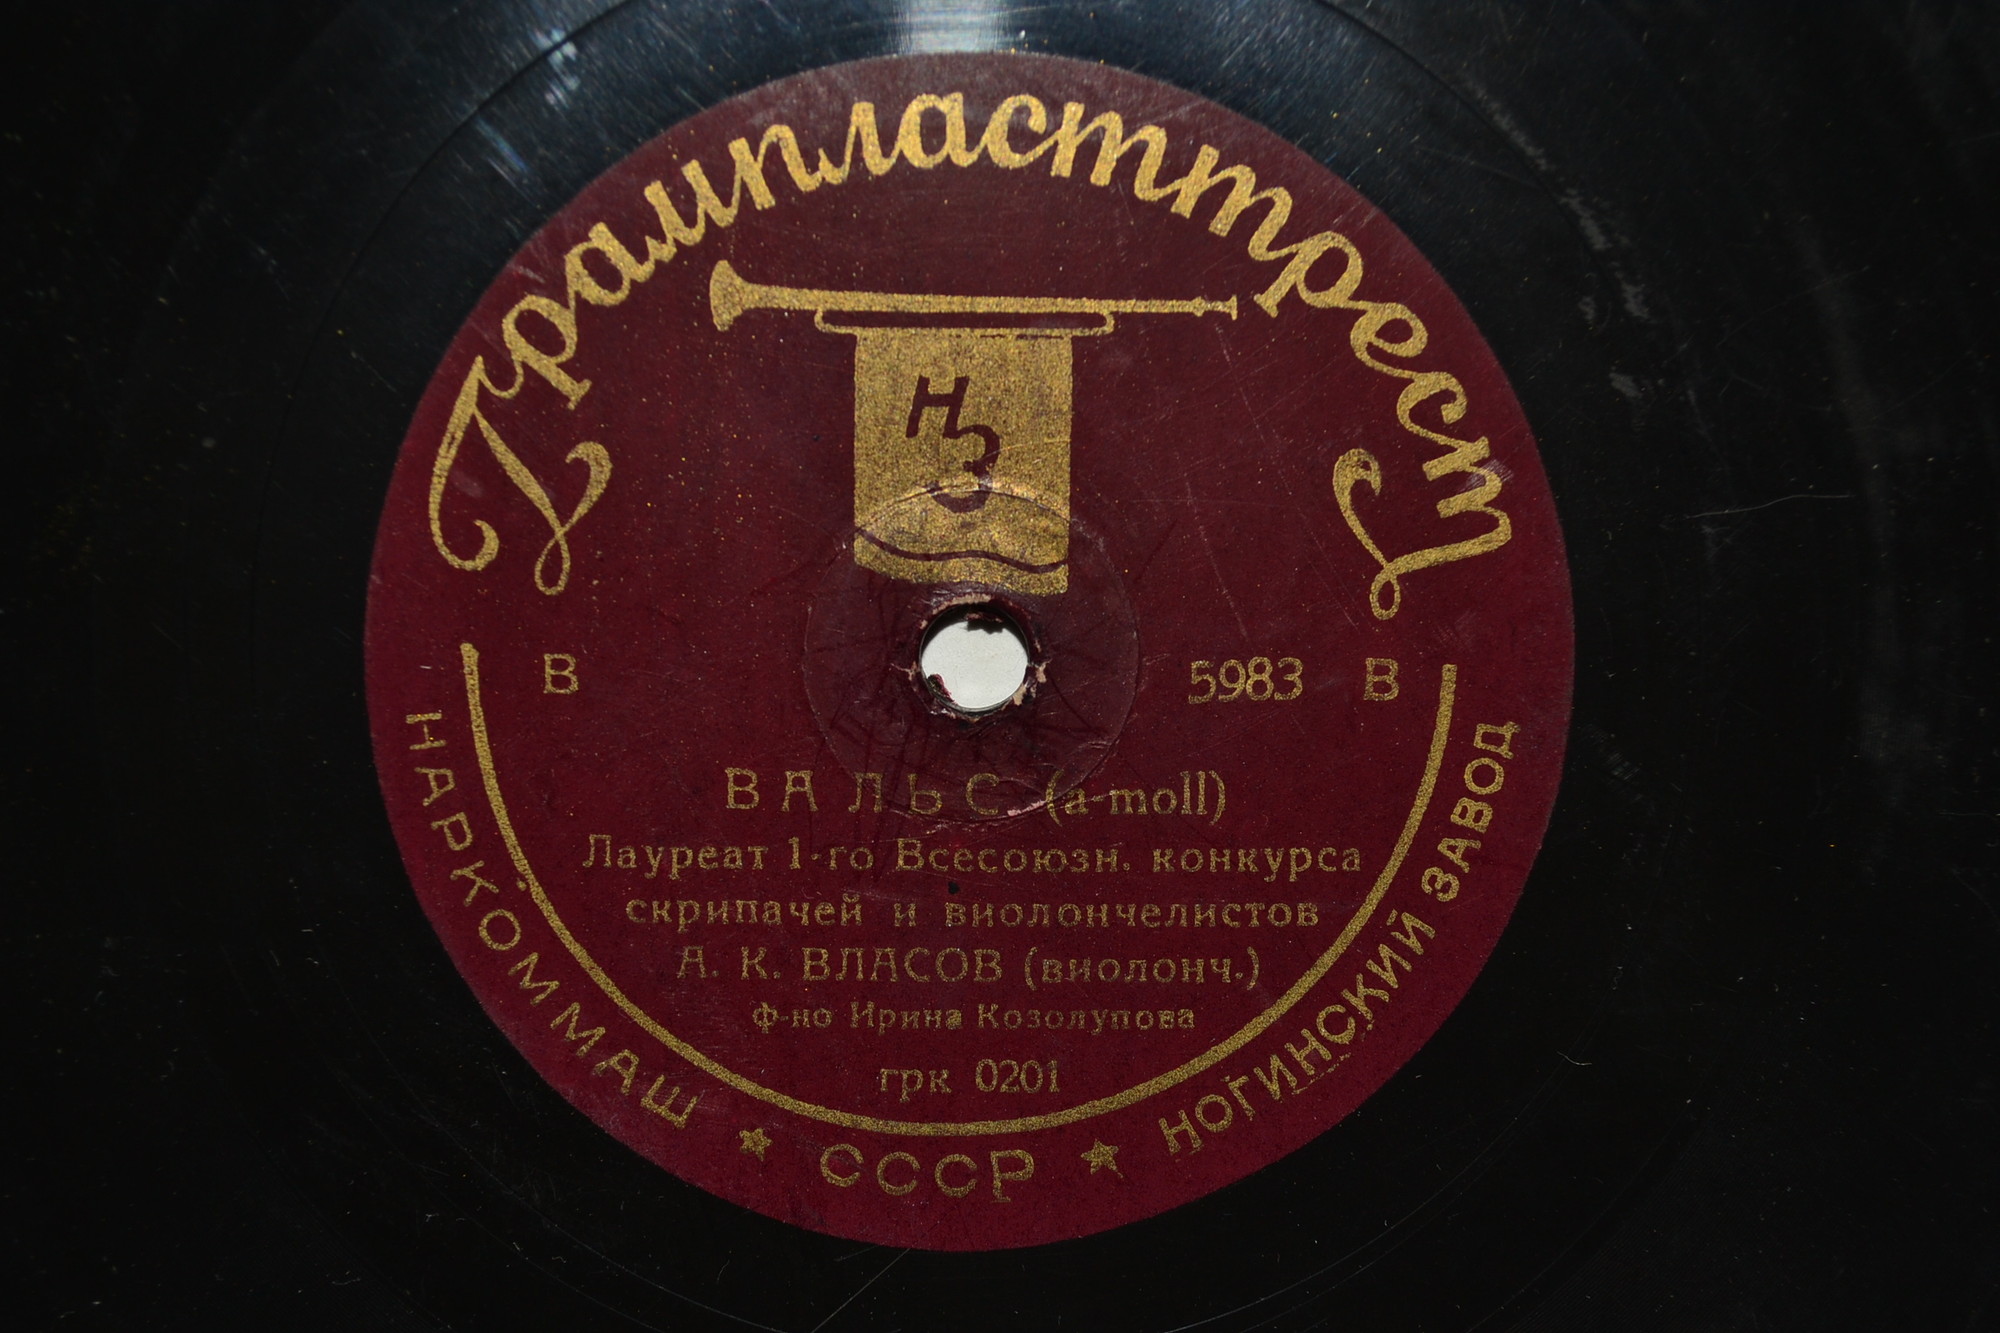 Грампласттрест
НЗ
В 5983 В
ВАЛЬС (a-moll)
Лауреат 1-го Всесоюзн. конкурса
скрипачей и виолончелистов
А. К. ВЛАСОВ (виолонч.)
ф-но Ирина Козолупова
грк 0201
НАРКОММАШ ★ СССР ★ НОГИНСКИЙ ЗАВОД